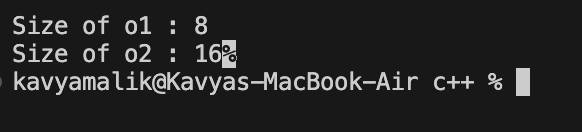 Size of o1 : 8
Size of o2 : 16%
kavyamalik@Kavyas-MacBook-Air c++ %